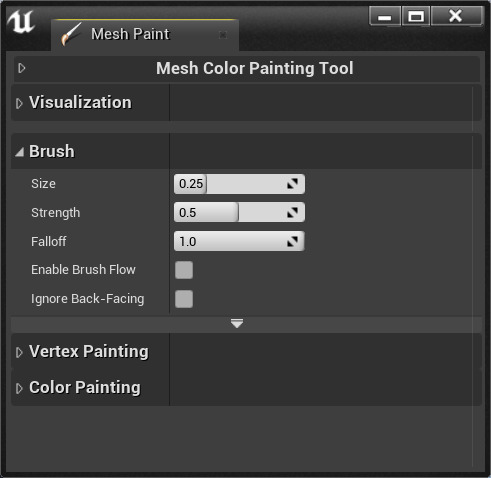 Mesh Paint
Mesh Color Painting Tool
Visualization
Brush
Size 0.25
Strength 0.5
Falloff 1.0
Enable Brush Flow
Ignore Back-Facing
Vertex Painting
Color Painting